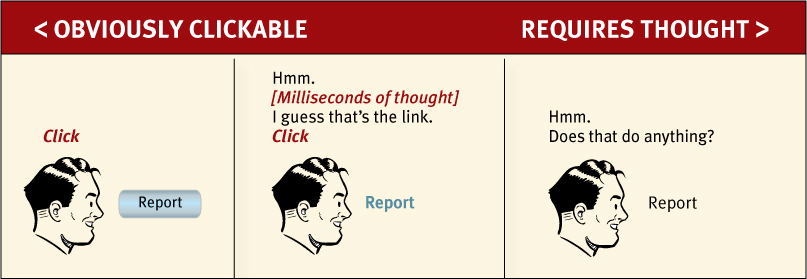 < OBVIOUSLY CLICKABLE
REQUIRES THOUGHT >
Click
Report
Hmm.
[Milliseconds of thought]
I guess that’s the link.
Click
Report
Hmm.
Does that do anything?
Report